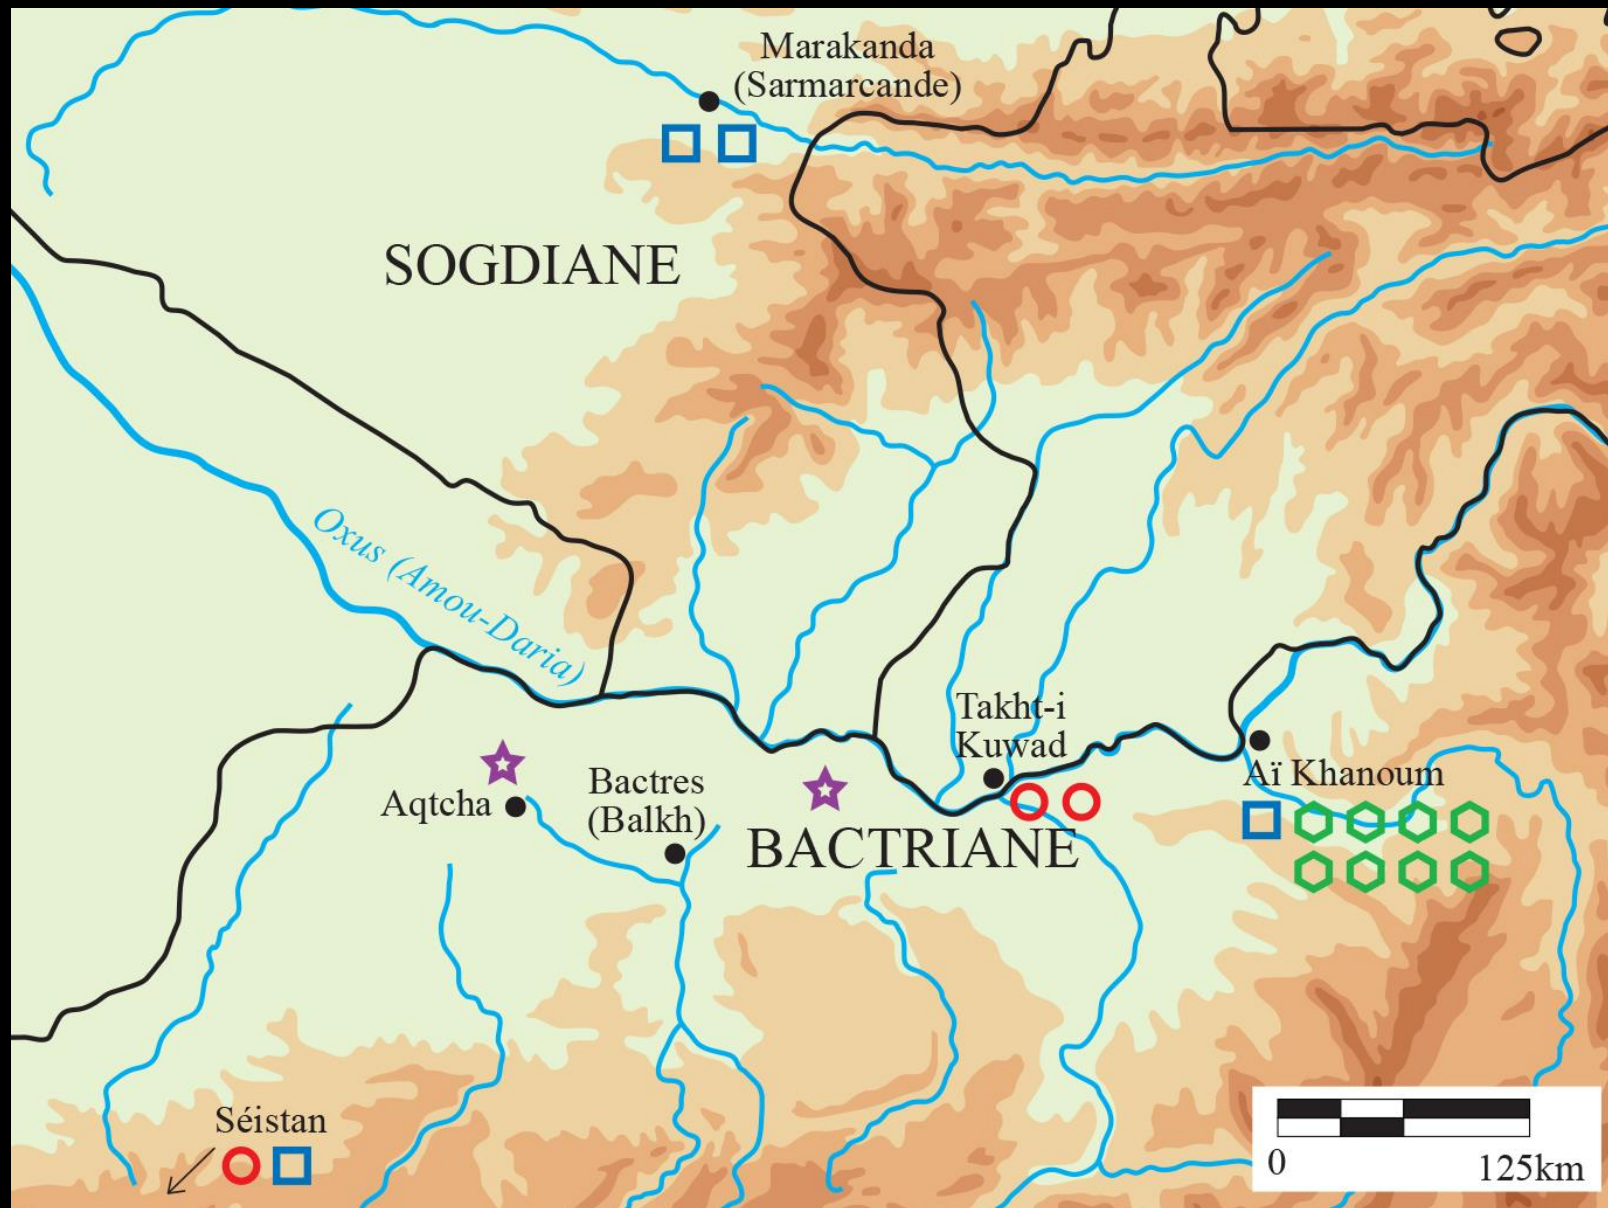 Marakanda
(Sarmarcande)
SOGDIANE
Oxus (Amou-Daria)
Takht-i
Kuwad
Aï Khanoum
Bactres
(Balkh)
Aqtcha
BACTRIANE
Séistan
0
125km